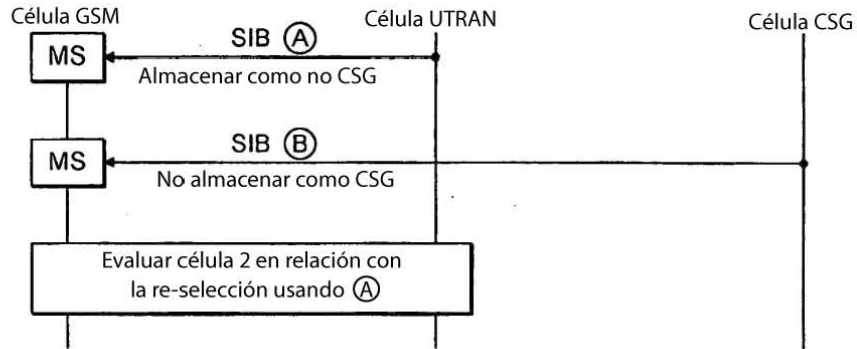 Célula GSM
Célula UTRAN
Célula CSG
MS
SIB Ⓐ
Almacenar como no CSG
MS
SIB Ⓑ
No almacenar como CSG
Evaluar célula 2 en relación con
la re-selección usando Ⓐ